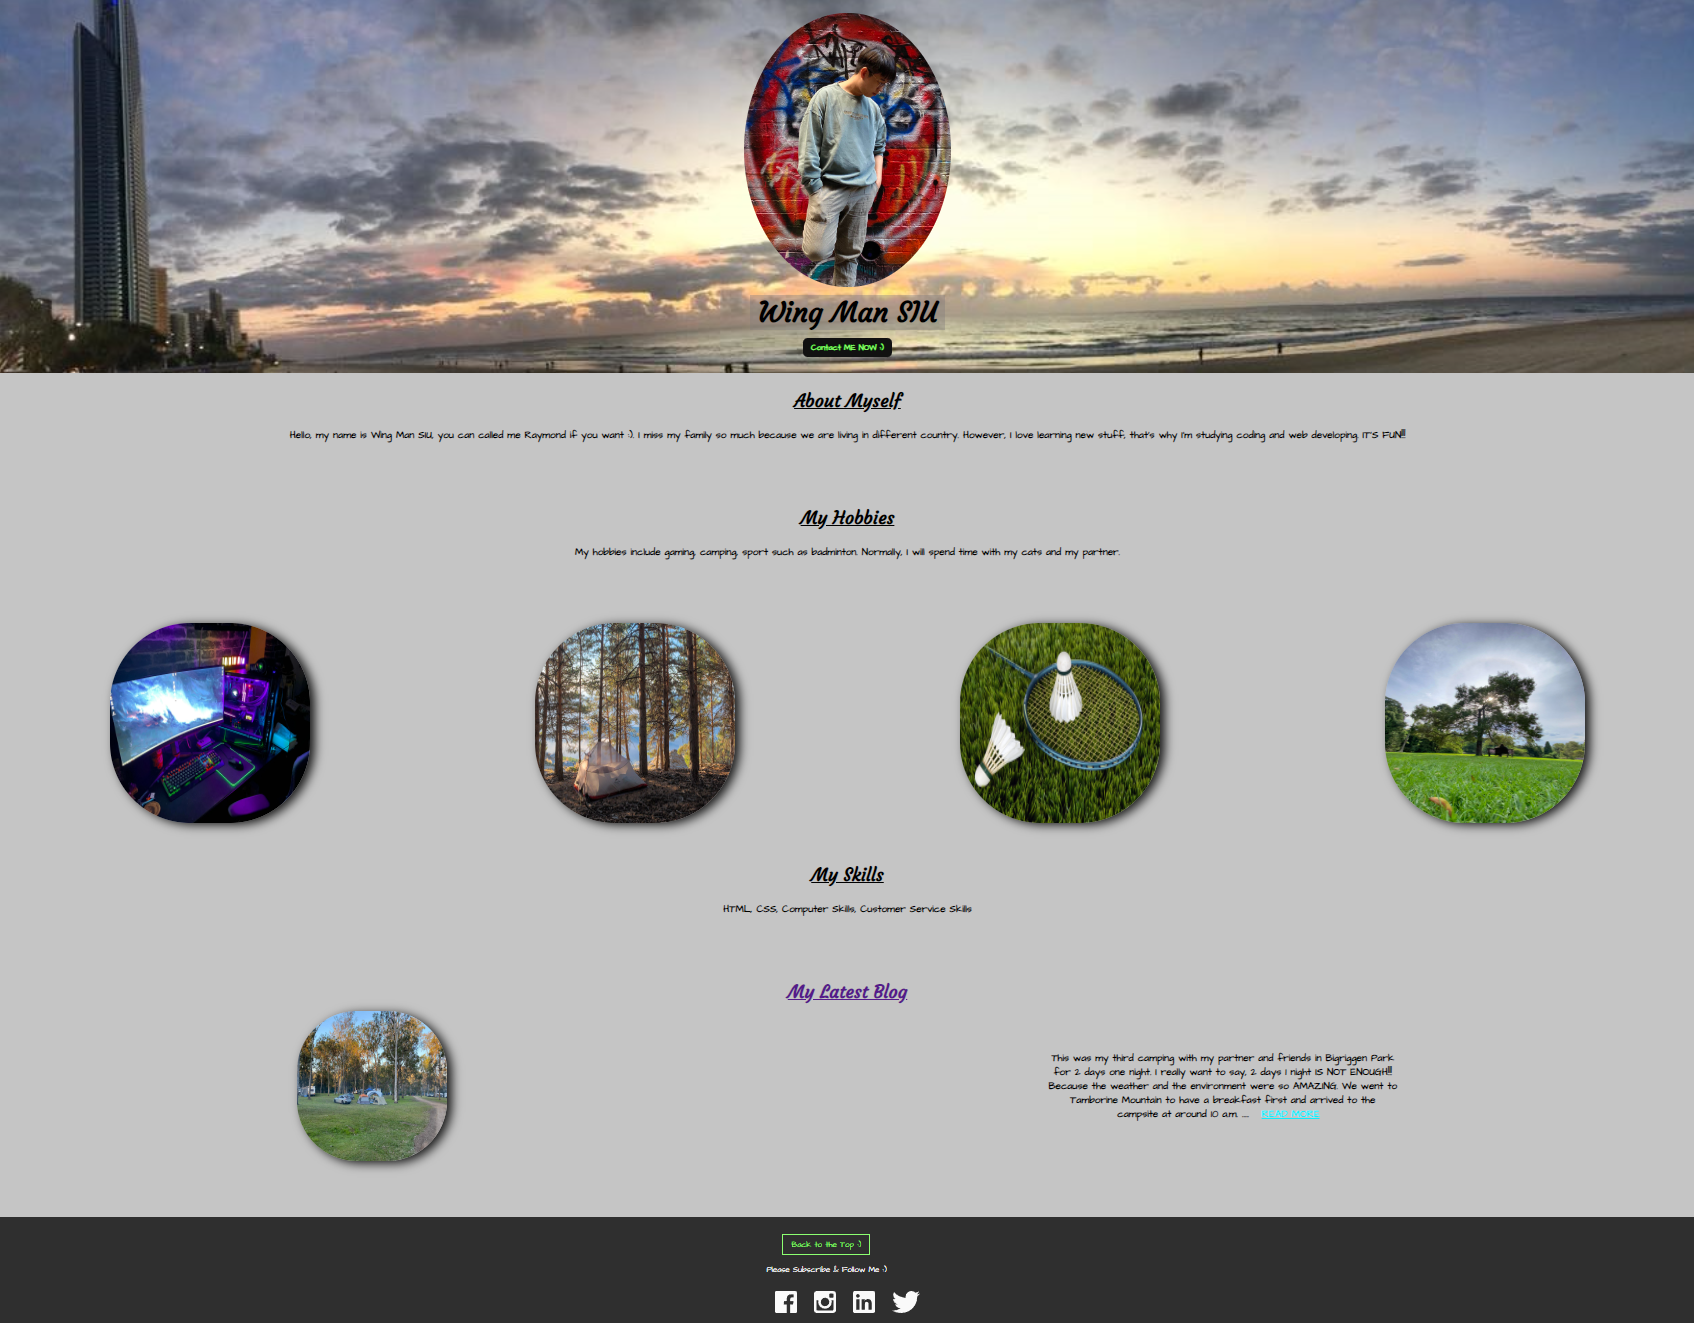 Wing Man SIU
Contact ME NOW :)
About Myself
Hello, my name is Wing Man SIU, you can called me Raymond if you want :). I miss my family so much because we are living in different country. However, I love learning new stuff, that's why I'm studying coding and web developing. IT'S FUN!!!
My Hobbies
My hobbies include gaming, camping, sport such as badminton. Normally, I will spend time with my cats and my partner.
My Skills
HTML, CSS, Computer Skills, Customer Service Skills
My Latest Blog
This was my third camping with my partner and friends in Bigriggen Park
for 2 days one night. I really want to say, 2 days 1 night IS NOT ENOUGH!!!
Because the weather and the environment were so AMAZING. We went to
Tamborine Mountain to have a breakfast first and arrived to the
campsite at around 10 a.m. .... READ MORE
Back to the Top :)
Please Subscribe & Follow Me :)